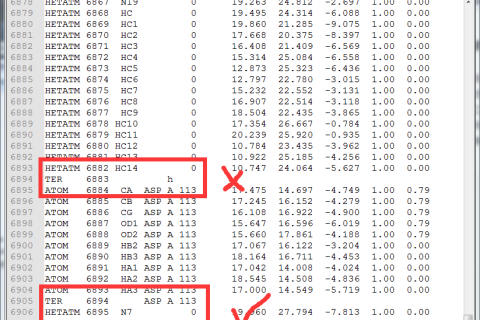 6878 HETATM 6867 N19 0 19.263 24.812 -2.697 1.00 0.00
6879 HETATM 6868 HC 0 19.495 24.314 -6.088 1.00 0.00
6880 HETATM 6869 HC1 0 19.860 21.285 -9.075 1.00 0.00
6881 HETATM 6870 HC2 0 17.668 20.375 -8.397 1.00 0.00
6882 HETATM 6871 HC3 0 16.408 21.409 -6.569 1.00 0.00
6883 HETATM 6872 HC4 0 15.314 25.084 -6.558 1.00 0.00
6884 HETATM 6873 HC5 0 12.873 25.323 -6.436 1.00 0.00
6885 HETATM 6874 HC6 0 12.797 22.780 -3.015 1.00 0.00
6886 HETATM 6875 HC7 0 15.232 22.552 -3.131 1.00 0.00
6887 HETATM 6876 HC8 0 16.907 22.514 -3.118 1.00 0.00
6888 HETATM 6877 HC9 0 18.504 22.435 -3.865 1.00 0.00
6889 HETATM 6878 HC10 0 17.354 26.667 -0.784 1.00 0.00
6890 HETATM 6879 HC11 0 20.239 25.920 -0.935 1.00 0.00
6891 HETATM 6880 HC12 0 10.784 23.435 -3.962 1.00 0.00
6892 HETATM 6881 HC13 0 10.922 25.185 -4.256 1.00 0.00
6893 HETATM 6882 HC14 0 10.747 24.064 -5.627 1.00 0.00
6894 TER 6883 h
6895 ATOM 6884 CA ASP A 113 17.475 14.697 -4.749 1.00 0.79
6896 ATOM 6885 CB ASP A 113 17.245 16.152 -4.279 1.00 0.79
6897 ATOM 6886 CG ASP A 113 16.108 16.922 -4.900 1.00 0.79
6898 ATOM 6887 OD1 ASP A 113 15.647 16.596 -6.019 1.00 0.79
6899 ATOM 6888 OD2 ASP A 113 15.660 17.861 -4.188 1.00 0.79
6900 ATOM 6889 HB2 ASP A 113 17.067 16.122 -3.204 1.00 0.00
6901 ATOM 6890 HB3 ASP A 113 18.164 16.711 -4.453 1.00 0.00
6902 ATOM 6891 HA1 ASP A 113 17.042 14.008 -4.024 1.00 0.00
6903 ATOM 6892 HA2 ASP A 113 18.545 14.508 -4.836 1.00 0.00
6904 ATOM 6893 HA3 ASP A 113 17.000 14.549 -5.719 1.00 0.00
6905 TER 6894 ASP A 113
6906 HETATM 6895 N7 0 27.794 -7.813 1.00 0.00